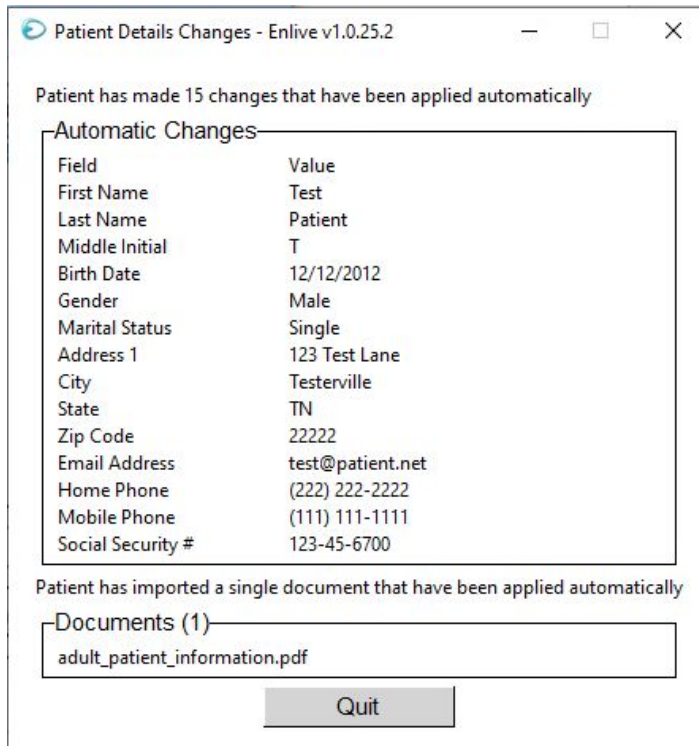 Patient Details Changes - Enlive v1.0.25.2
Patient has made 15 changes that have been applied automatically
Automatic Changes
Field Value
First Name Test
Last Name Patient
Middle Initial T
Birth Date 12/12/2012
Gender Male
Marital Status Single
Address 1 123 Test Lane
City Testerville
State TN
Zip Code 22222
Email Address test@patient.net
Home Phone (222) 222-2222
Mobile Phone (111) 111-1111
Social Security # 123-45-6700
Patient has imported a single document that have been applied automatically
Documents (1)
adult_patient_information.pdf
Quit